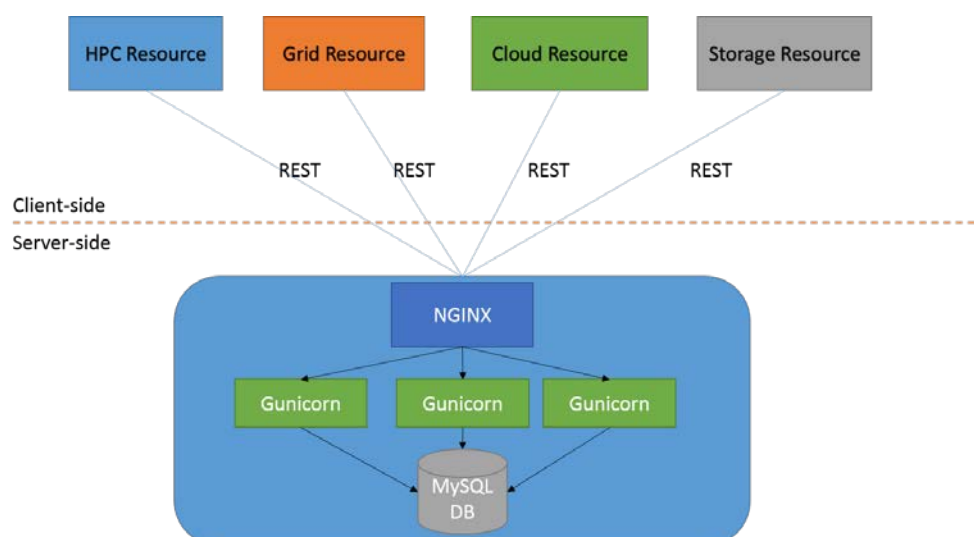 HPC Resource
Grid Resource
Cloud Resource
Storage Resource
REST
REST
REST
REST
Client-side
Server-side
NGINX
Gunicorn
Gunicorn
Gunicorn
MySQL
DB